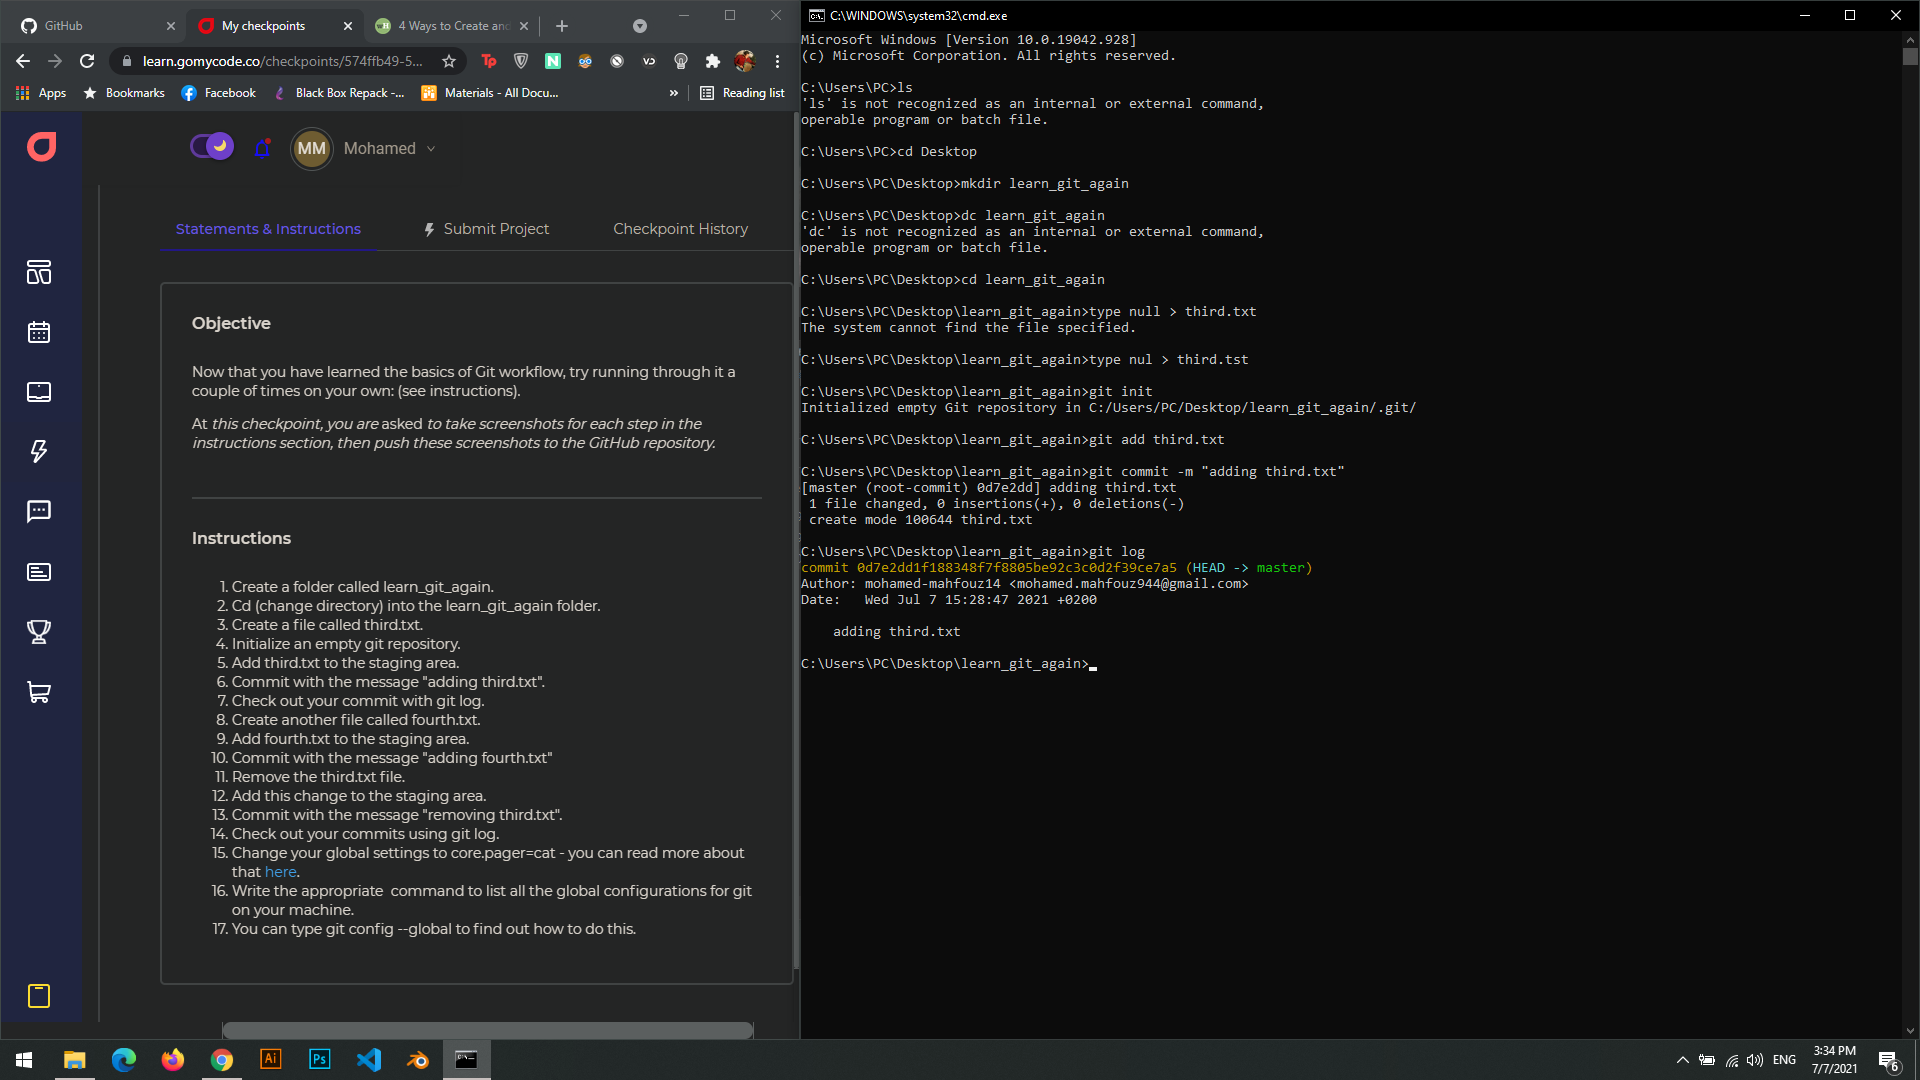 GitHub
My checkpoints
4 Ways to Create and
learn.gomycode.co/checkpoints/574ffb49-5...
Apps
Bookmarks
Facebook
Black Box Repack -...
Materials - All Docu...
»
Reading list
MM
Mohamed
Statements & Instructions
Submit Project
Checkpoint History
Objective
Now that you have learned the basics of Git workflow, try running through it a
couple of times on your own: (see instructions).
At this checkpoint, you are asked to take screenshots for each step in the
instructions section, then push these screenshots to the GitHub repository.
Instructions
1. Create a folder called learn_git_again.
2. Cd (change directory) into the learn_git_again folder.
3. Create a file called third.txt.
4. Initialize an empty git repository.
5. Add third.txt to the staging area.
6. Commit with the message "adding third.txt".
7. Check out your commit with git log.
8. Create another file called fourth.txt.
9. Add fourth.txt to the staging area.
10. Commit with the message "adding fourth.txt"
11. Remove the third.txt file.
12. Add this change to the staging area.
13. Commit with the message "removing third.txt".
14. Check out your commits using git log.
15. Change your global settings to core.pager=cat - you can read more about
that here.
16. Write the appropriate command to list all the global configurations for git
on your machine.
17. You can type git config --global to find out how to do this.
C:\WINDOWS\system32\cmd.exe
Microsoft Windows [Version 10.0.19042.928]
(c) Microsoft Corporation. All rights reserved.
C:\Users\PC>ls
'ls' is not recognized as an internal or external command,
operable program or batch file.
C:\Users\PC>cd Desktop
C:\Users\PC\Desktop>mkdir learn_git_again
C:\Users\PC\Desktop>dc learn_git_again
'dc' is not recognized as an internal or external command,
operable program or batch file.
C:\Users\PC\Desktop>cd learn_git_again
C:\Users\PC\Desktop\learn_git_again>type null > third.txt
The system cannot find the file specified.
C:\Users\PC\Desktop\learn_git_again>type nul > third.tst
C:\Users\PC\Desktop\learn_git_again>git init
Initialized empty Git repository in C:/Users/PC/Desktop/learn_git_again/.git/
C:\Users\PC\Desktop\learn_git_again>git add third.txt
C:\Users\PC\Desktop\learn_git_again>git commit -m "adding third.txt"
[master (root-commit) 0d7e2dd] adding third.txt
1 file changed, 0 insertions(+), 0 deletions(-)
create mode 100644 third.txt
C:\Users\PC\Desktop\learn_git_again>git log
commit 0d7e2dd1f188348f7f8805be92c3c0d2f39ce7a5 (HEAD -> master)
Author: mohamed-mahfouz14 <mohamed.mahfouz944@gmail.com>
Date:   Wed Jul 7 15:28:47 2021 +0200
adding third.txt
C:\Users\PC\Desktop\learn_git_again>
Ai
Ps
ENG
3:34 PM
7/7/2021
6